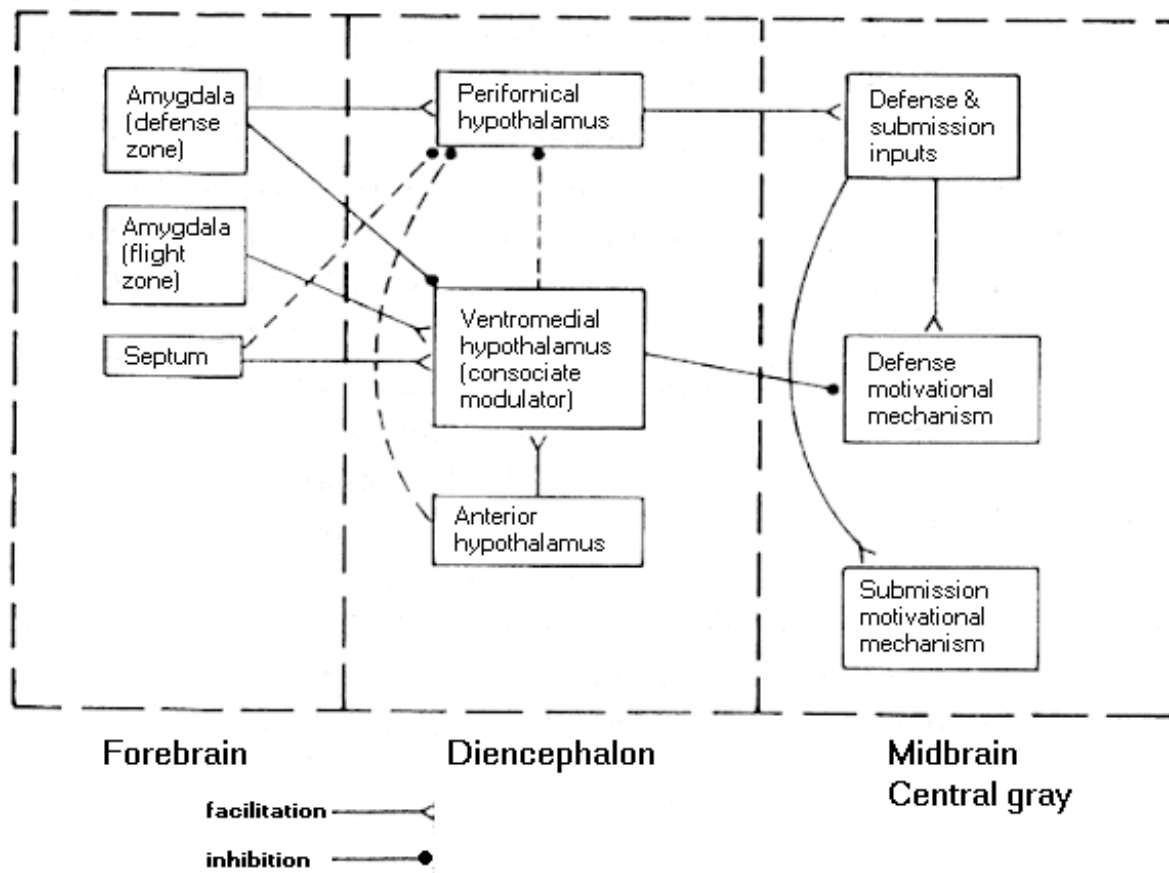 Amygdala
(defense
zone)
Perifornical
hypothalamus
Defense &
submission
inputs
Amygdala
(flight
zone)
Septum
Ventromedial
hypothalamus
(consociate
modulator)
Defense
motivational
mechanism
Anterior
hypothalamus
Submission
motivational
mechanism
Forebrain
Diencephalon
Midbrain
Central gray
facilitation
inhibition